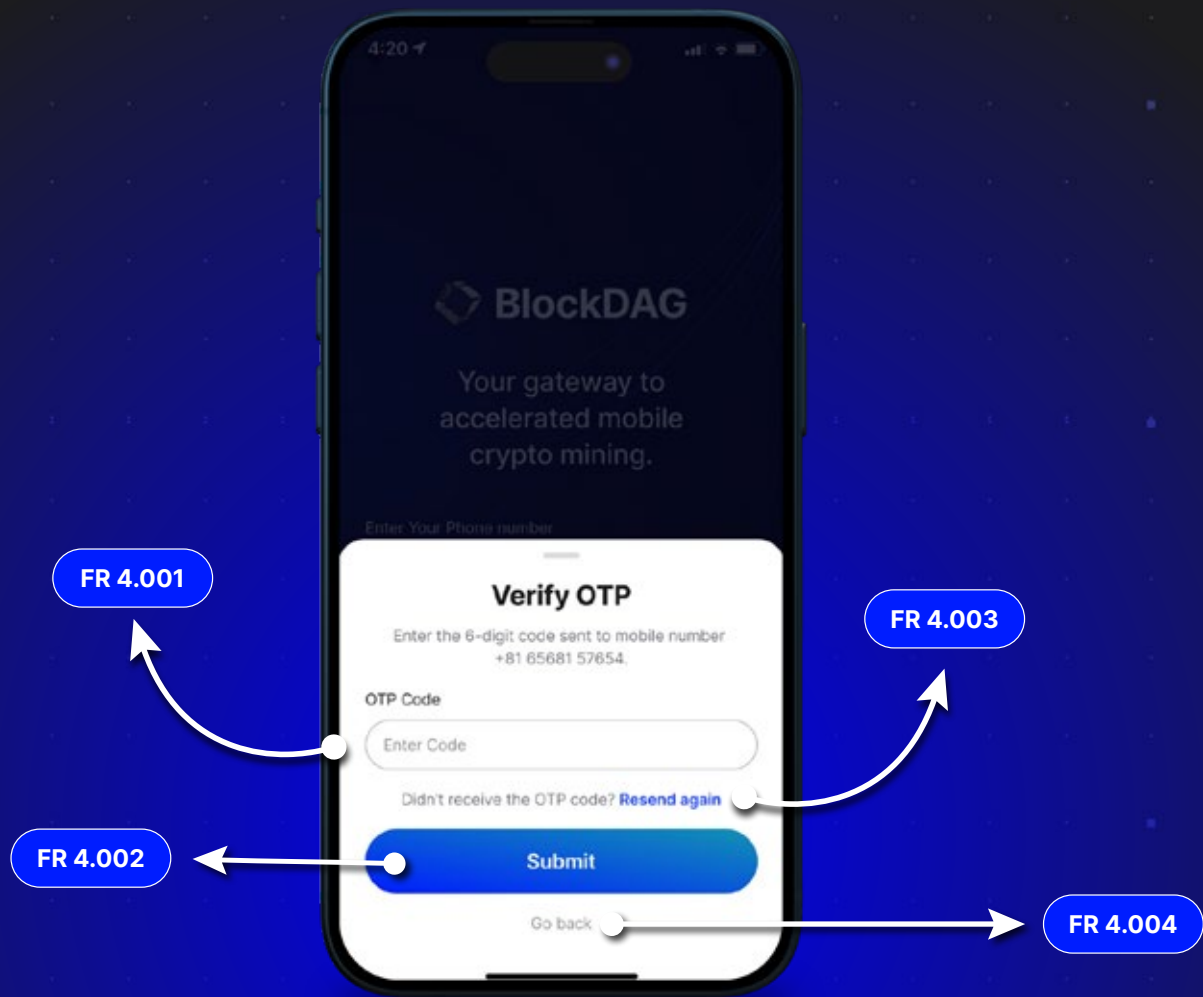 4:20
BlockDAG
Your gateway to
accelerated mobile
crypto mining.
Enter Your Phone number
FR 4.001
Verify OTP
FR 4.003
Enter the 6-digit code sent to mobile number
+81 65681 57654.
OTP Code
Enter Code
Didn't receive the OTP code? Resend again
FR 4.002
Submit
Go back
FR 4.004